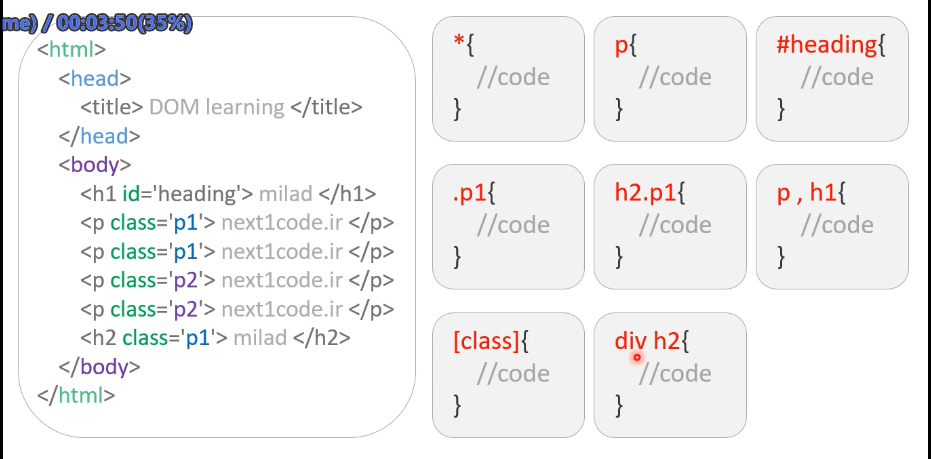 me) / 00:03:50(35%)
<html>
<head>
<title> DOM learning </title>
</head>
<body>
<h1 id='heading'> milad </h1>
<p class='p1'> next1code.ir </p>
<p class='p1'> next1code.ir </p>
<p class='p2'> next1code.ir </p>
<p class='p2'> next1code.ir </p>
<h2 class='p1'> milad </h2>
</body>
</html>
*{
//code
}
p{
//code
}
#heading{
//code
}
.p1{
//code
}
h2.p1{
//code
}
p , h1{
//code
}
[class]{
//code
}
div h2{
//code
}